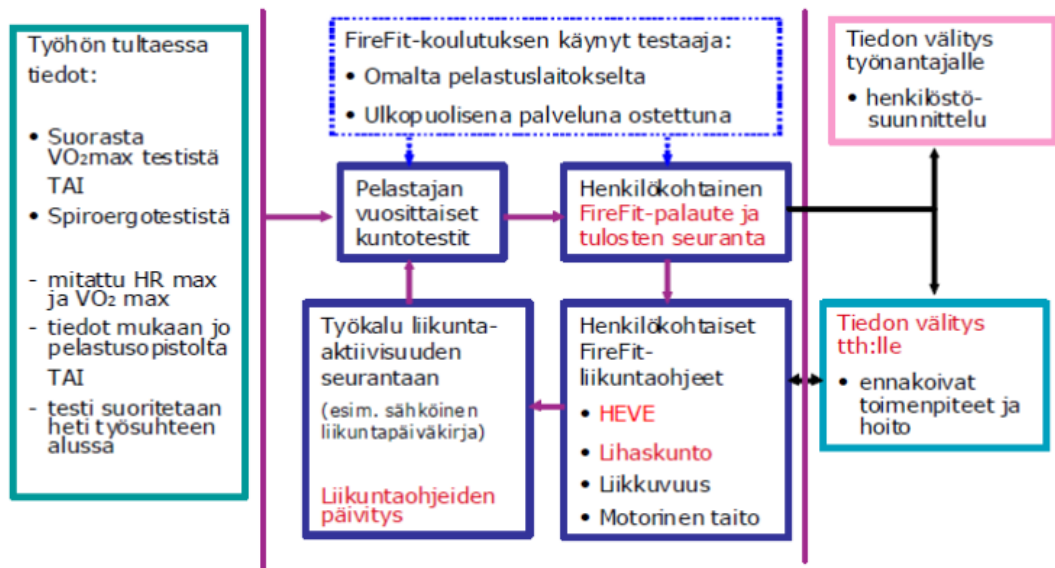 Työhön tultaessa
tiedot:
• Suorasta
VO₂max testistä
TAI
• Spiroergotestistä
- mitattu HR max
ja VO₂ max
- tiedot mukaan jo
pelastusopistolta
TAI
- testi suoritetaan
heti työsuhteen
alussa
FireFit-koulutuksen käynyt testaaja:
• Omalta pelastuslaitokselta
• Ulkopuolisena palveluna ostettuna
Pelastajan
vuosittaiset
kuntotestit
Henkilökohtainen
FireFit-palaute ja
tulosten seuranta
Työkalu liikunta-
aktiivisuuden
seurantaan
(esim. sähköinen
liikuntapäiväkirja)
Liikuntaohjeiden
päivitys
Henkilökohtaiset
FireFit-
liikuntaohjeet
• HEVE
• Lihaskunto
• Liikkuvuus
• Motorinen taito
Tiedon välitys
työnantajalle
• henkilöstö-
suunnittelu
Tiedon välitys
tth:lle
• ennakoivat
toimenpiteet ja
hoito